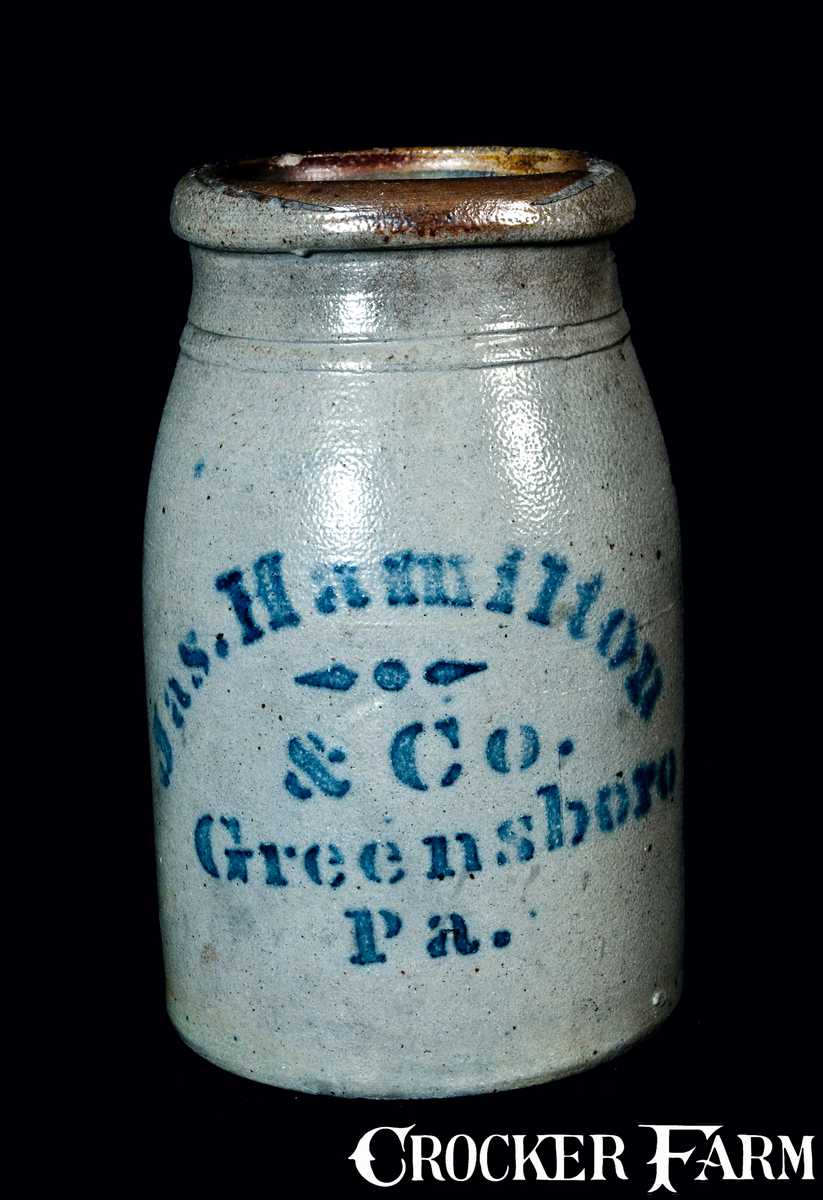 Jas. Hamilton
& Co.
Greensboro
Pa.
CROCKER FARM